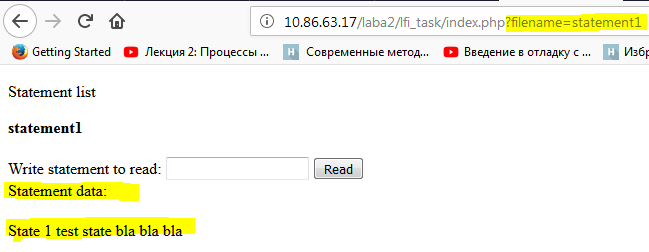 10.86.63.17/laba2/lfi_task/index.php?filename=statement1
Getting Started Лекция 2: Процессы ... H Современные метод... Введение в отладку с ... H Избр
Statement list
statement1
Write statement to read: Read
Statement data:
State 1 test state bla bla bla